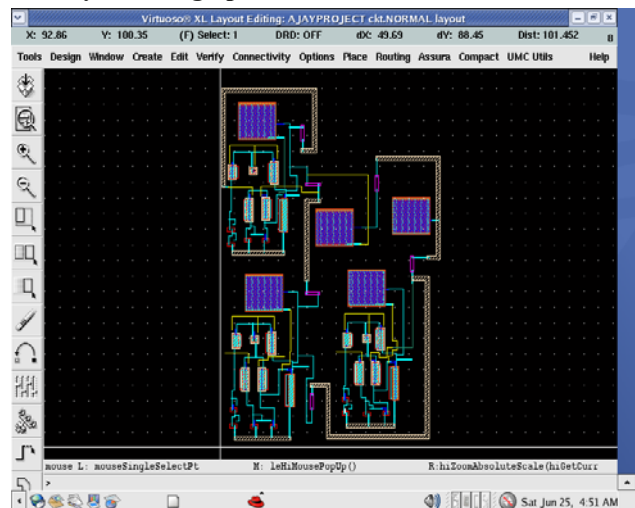 Virtuoso® XL Layout Editing: AJAYPROJECT ckt.NORMAL layout
X: 92.86 Y: 100.35 (F) Select: 1 DRD: OFF dX: 49.69 dY: 88.45 Dist: 101.452 8
Tools Design Window Create Edit Verify Connectivity Options Place Routing Assura Compact UMC Utils Help
mouse L: mouseSingleSelectPt M: leHiMousePopUp() R:hiZoomAbsoluteScale(hiGetCurr
>
Sat Jun 25, 4:51 AM